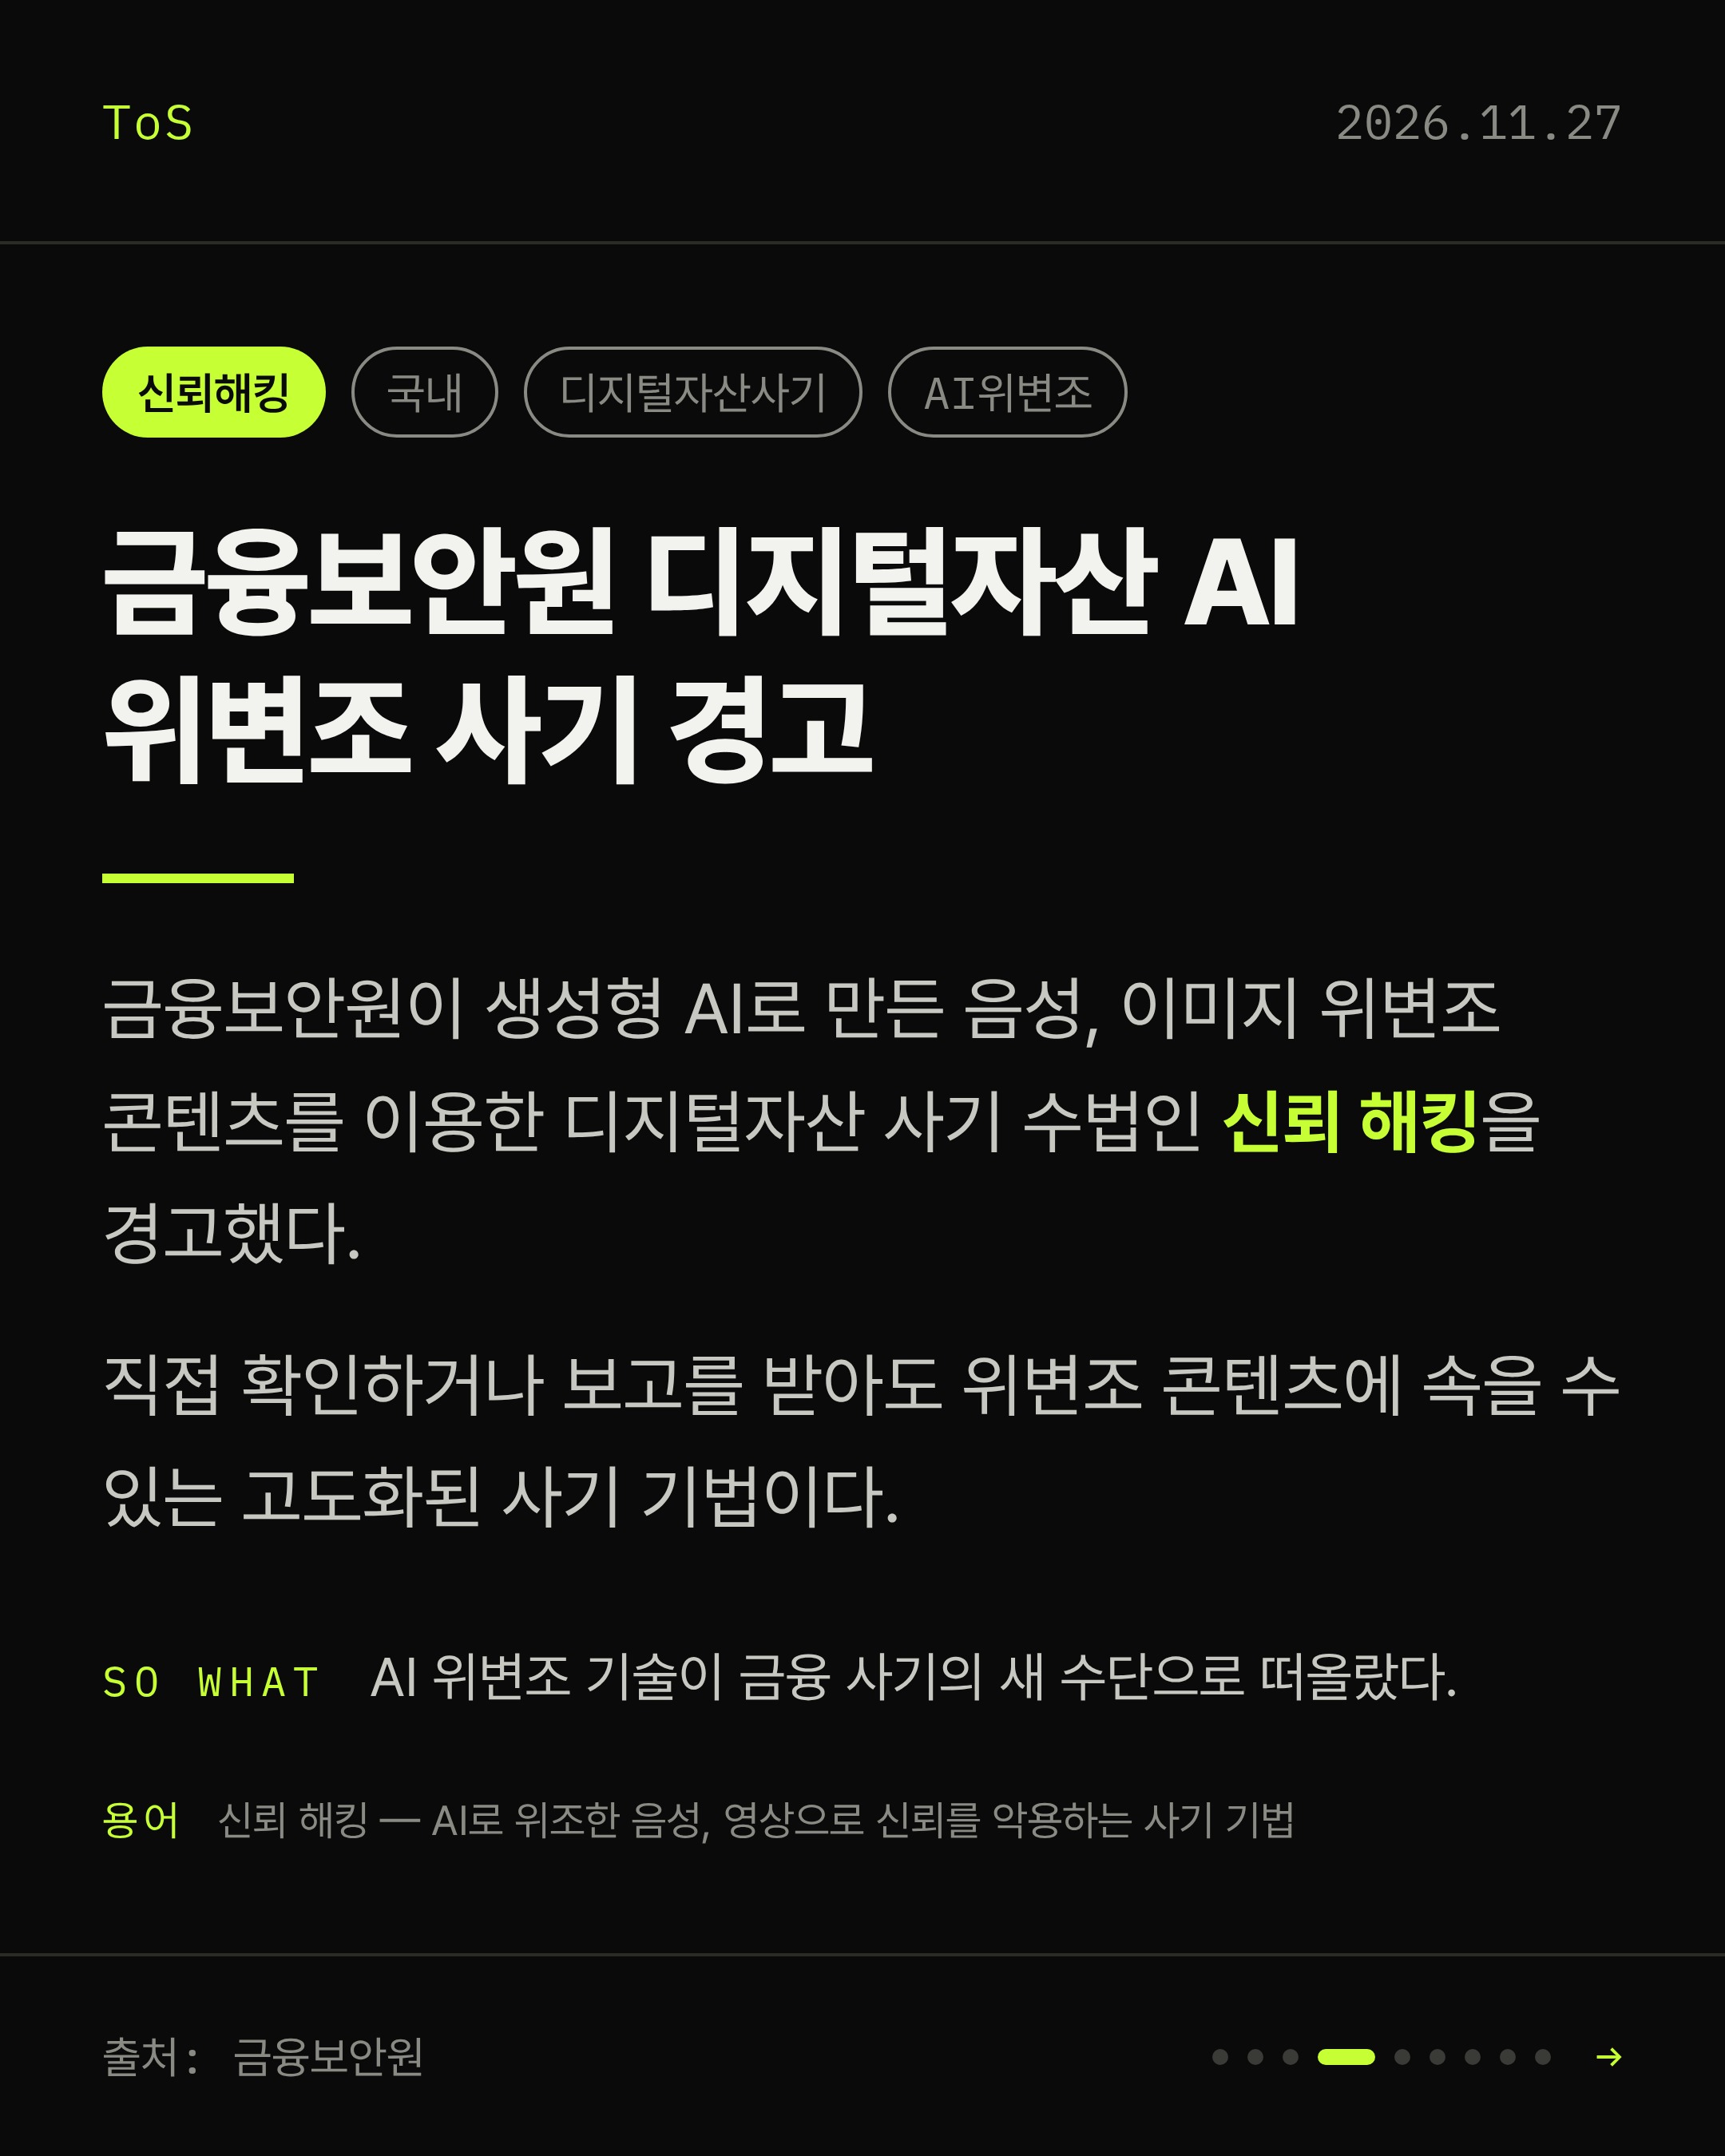 ToS
2026.11.27
신뢰해킹 국내 디지털자산사기 AI위변조
금융보안원 디지털자산 AI
위변조 사기 경고
금융보안원이 생성형 AI로 만든 음성, 이미지 위변조
콘텐츠를 이용한 디지털자산 사기 수법인 신뢰 해킹을
경고했다.
직접 확인하거나 보고를 받아도 위변조 콘텐츠에 속을 수
있는 고도화된 사기 기법이다.
SO WHAT AI 위변조 기술이 금융 사기의 새 수단으로 떠올랐다.
용어 신뢰 해킹 — AI로 위조한 음성, 영상으로 신뢰를 악용하는 사기 기법
출처: 금융보안원 →